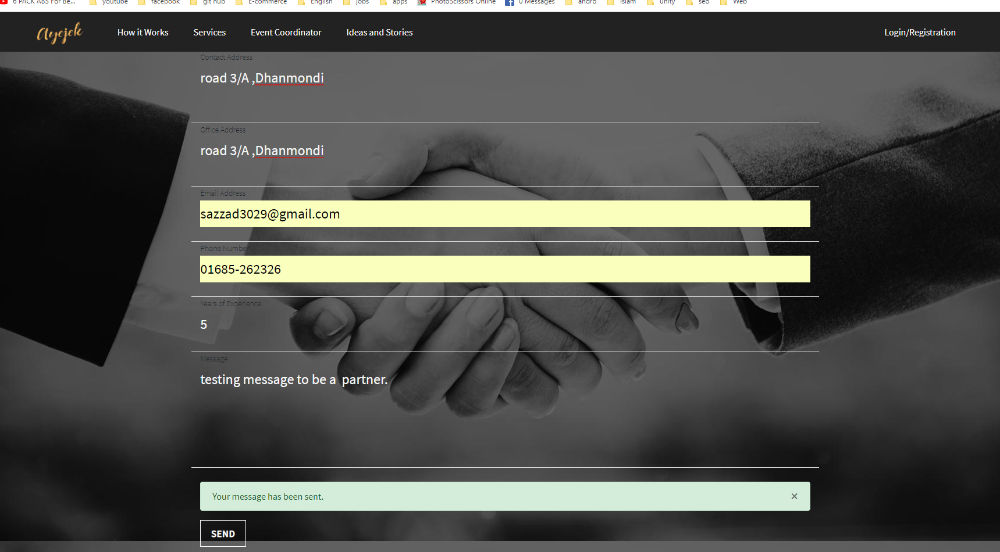 6 PACK ABS For Be... youtube facebook git hub E-commerce English jobs apps PhotoScissors Online 0 Messages andro islam unity seo Web
Ayojok How it Works Services Event Coordinator Ideas and Stories Login/Registration
Contact Address
road 3/A ,Dhanmondi
Office Address
road 3/A ,Dhanmondi
Email Address
sazzad3029@gmail.com
Phone Number
01685-262326
Years of Experience
5
Message
testing message to be a  partner.
Your message has been sent. ×
SEND